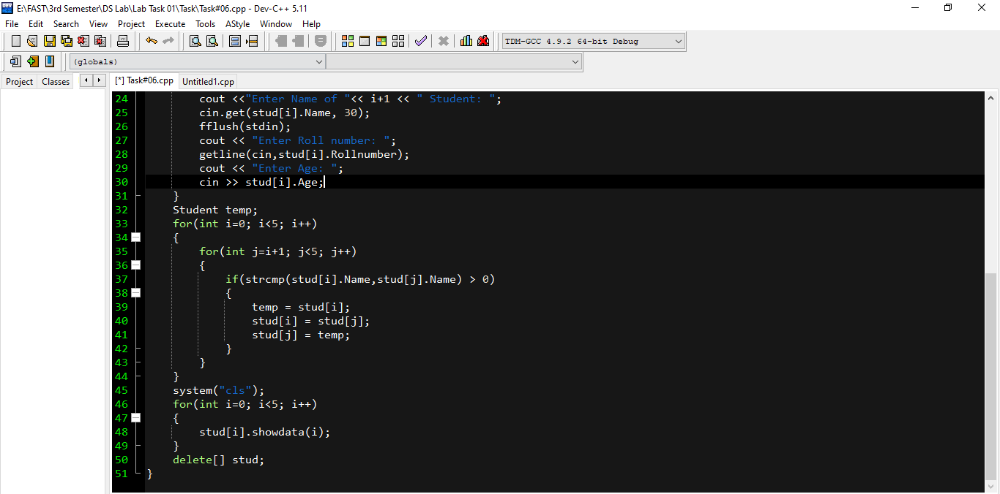 E:\FAST\3rd Semester\DS Lab\Lab Task 01\Task\Task#06.cpp - Dev-C++ 5.11
File Edit Search View Project Execute Tools AStyle Window Help
TDM-GCC 4.9.2 64-bit Debug
(globals)
Project Classes [*] Task#06.cpp Untitled1.cpp
24 cout <<"Enter Name of "<< i+1 << " Student: ";
25 cin.get(stud[i].Name, 30);
26 fflush(stdin);
27 cout << "Enter Roll number: ";
28 getline(cin,stud[i].Rollnumber);
29 cout << "Enter Age: ";
30 cin >> stud[i].Age;
31 }
32 Student temp;
33 for(int i=0; i<5; i++)
34 {
35 for(int j=i+1; j<5; j++)
36 {
37 if(strcmp(stud[i].Name,stud[j].Name) > 0)
38 {
39 temp = stud[i];
40 stud[i] = stud[j];
41 stud[j] = temp;
42 }
43 }
44 }
45 system("cls");
46 for(int i=0; i<5; i++)
47 {
48 stud[i].showdata(i);
49 }
50 delete[] stud;
51 }